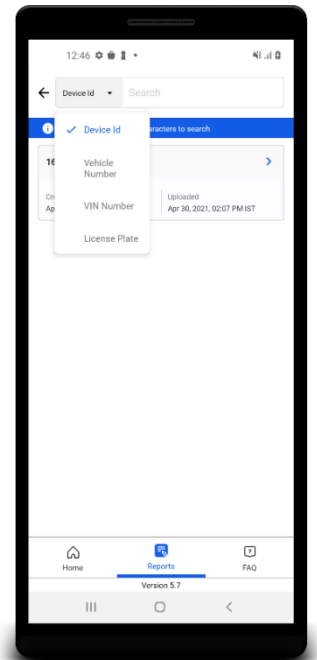 12:46
Device Id
Search
Device Id
aracters to search
Vehicle
Number
VIN Number
License Plate
16
Cr
Ap
Uploaded
Apr 30, 2021, 02:07 PM IST
Home
Reports
FAQ
Version 5.7